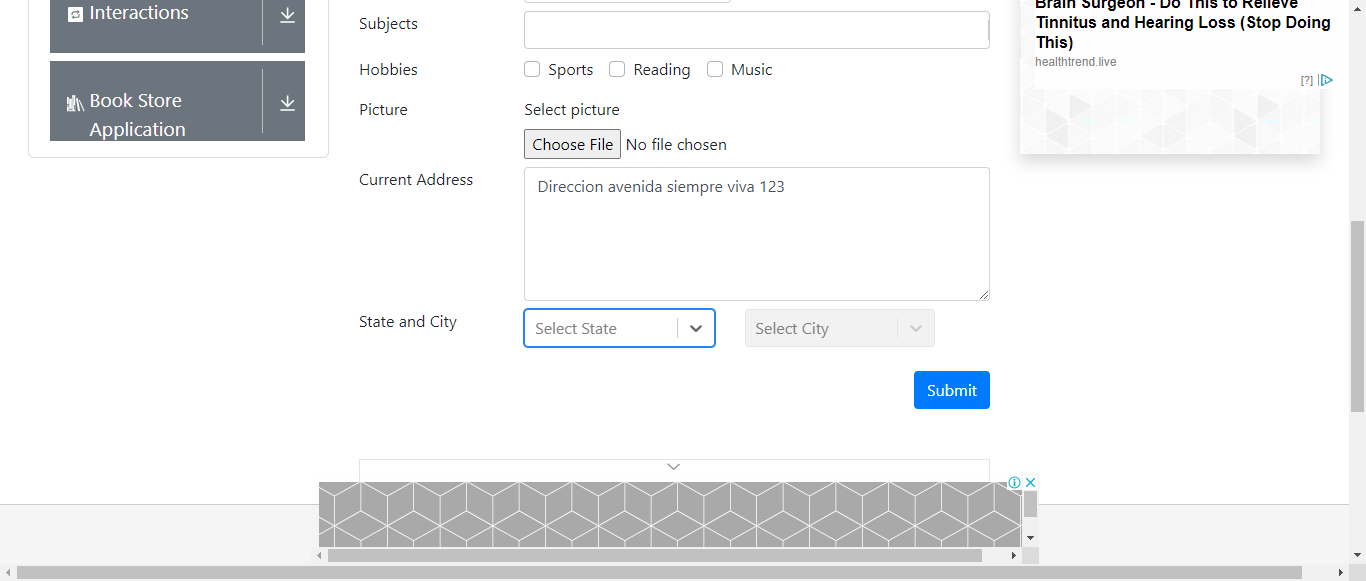 Interactions
Book Store
Application
Subjects
Hobbies
Sports
Reading
Music
Picture
Select picture
Choose File No file chosen
Current Address
Direccion avenida siempre viva 123
State and City
Select State
Select City
Submit
Brain Surgeon - Do This to Relieve
Tinnitus and Hearing Loss (Stop Doing
This)
healthtrend.live
[?]